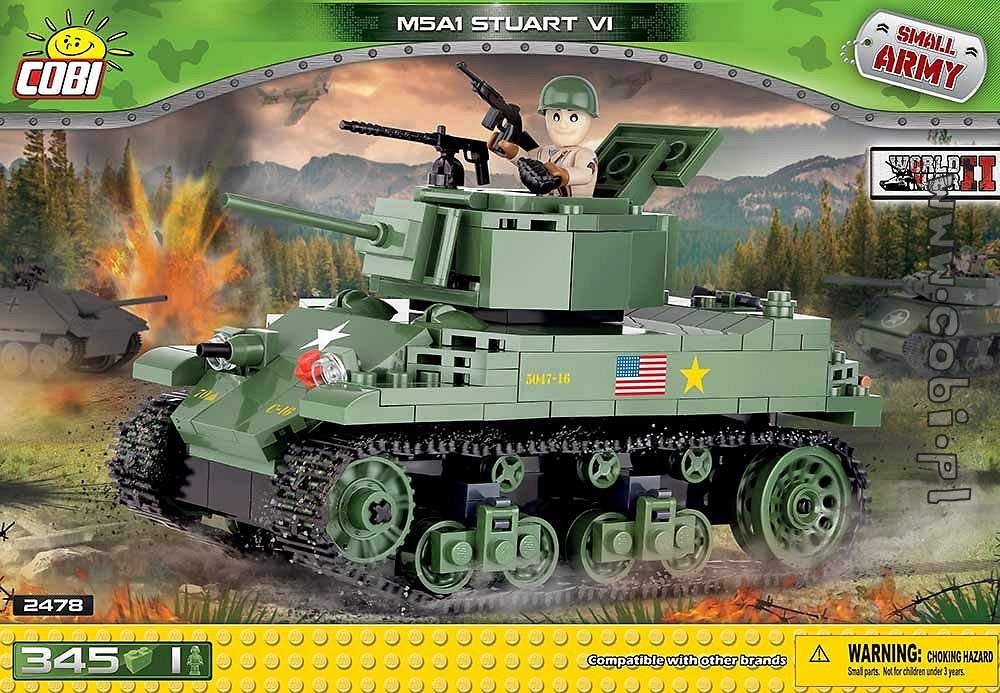 M5A1 STUART VI
COBI
SMALL
ARMY
WORLD
WAR II
www.cobi.pl
5047-16
C-16
2478
345 1
Compatible with other brands
WARNING: CHOKING HAZARD
Small parts. Not for children under 3 years.